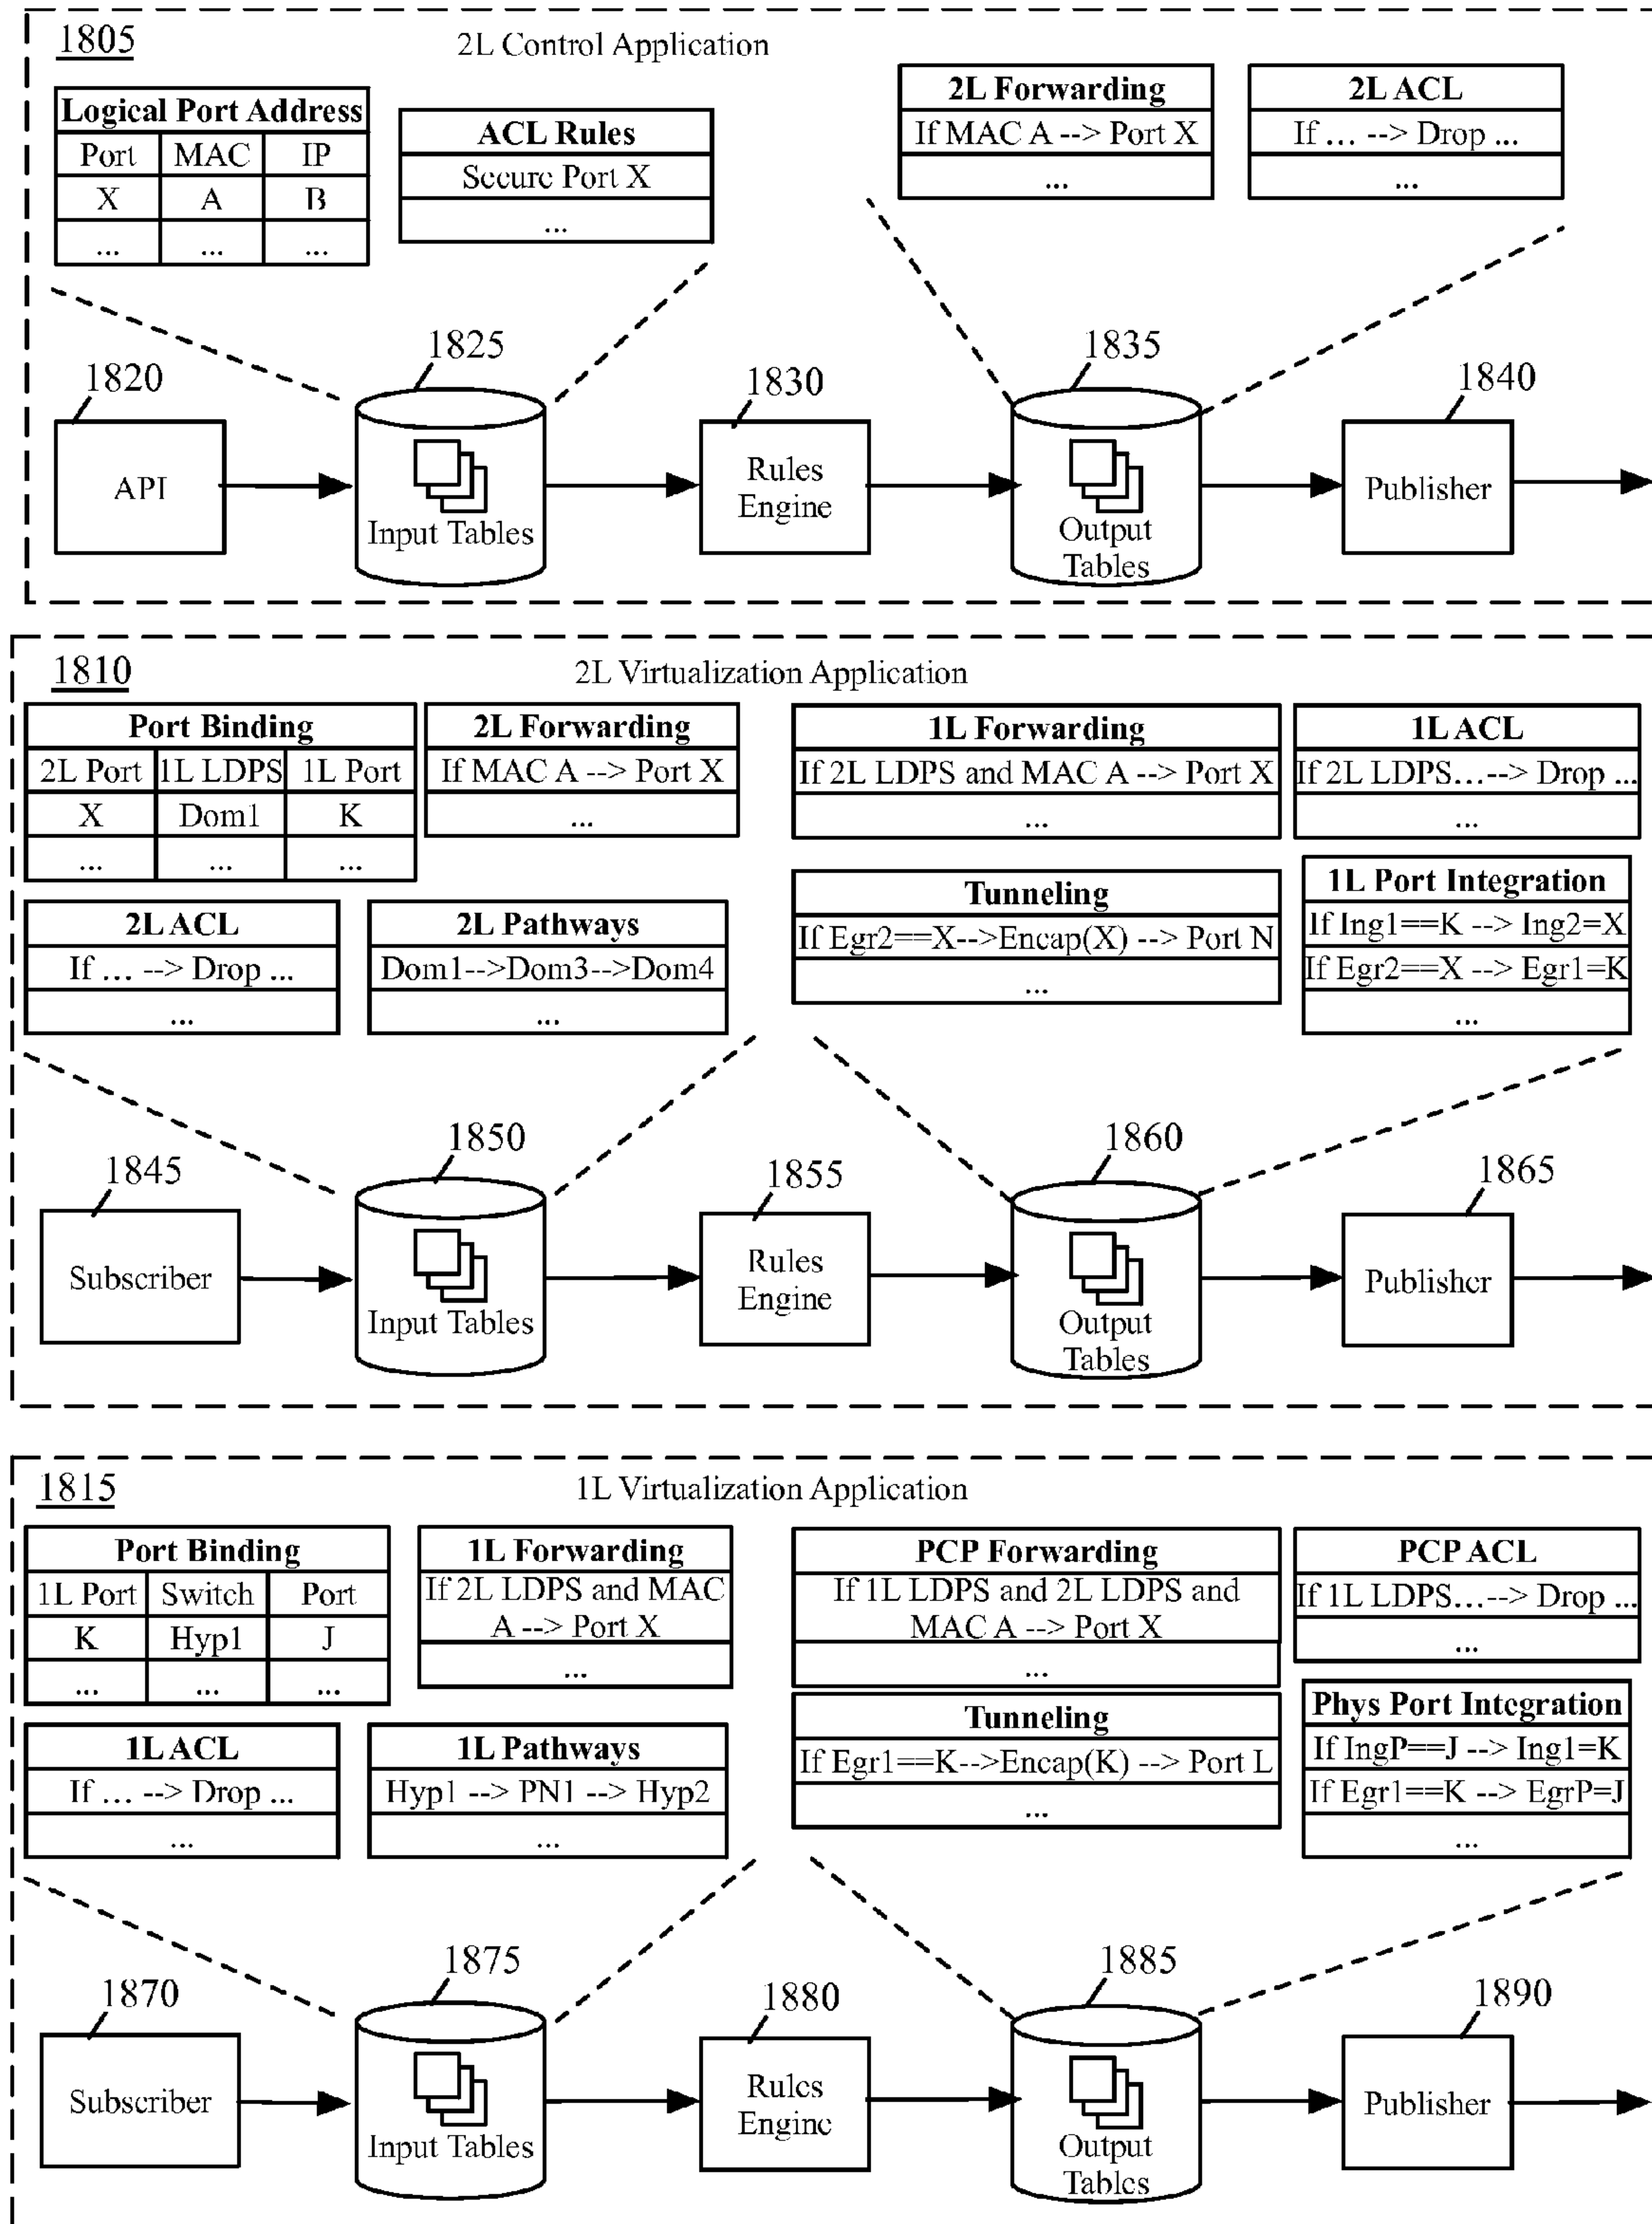 1805
2L Control Application
Logical Port Address
Port MAC IP
X A B
... ... ...
ACL Rules
Secure Port X
...
2L Forwarding
If MAC A --> Port X
...
2L ACL
If ... --> Drop ...
...
1820
API
1825
Input Tables
1830
Rules
Engine
1835
Output
Tables
1840
Publisher
1810
2L Virtualization Application
Port Binding
2L Port 1L LDPS 1L Port
X Dom1 K
... ... ...
2L Forwarding
If MAC A --> Port X
...
1L Forwarding
If 2L LDPS and MAC A --> Port X
...
1L ACL
If 2L LDPS...--> Drop ...
...
2L ACL
If ... --> Drop ...
...
2L Pathways
Dom1-->Dom3-->Dom4
...
Tunneling
If Egr2==X-->Encap(X) --> Port N
...
1L Port Integration
If Ing1==K --> Ing2=X
If Egr2==X --> Egr1=K
...
1845
Subscriber
1850
Input Tables
1855
Rules
Engine
1860
Output
Tables
1865
Publisher
1815
1L Virtualization Application
Port Binding
1L Port Switch Port
K Hyp1 J
... ... ...
1L Forwarding
If 2L LDPS and MAC
A --> Port X
...
PCP Forwarding
If 1L LDPS and 2L LDPS and
MAC A --> Port X
...
PCP ACL
If 1L LDPS...--> Drop ...
...
1L ACL
If ... --> Drop ...
...
1L Pathways
Hyp1 --> PN1 --> Hyp2
...
Tunneling
If Egr1==K-->Encap(K) --> Port L
...
Phys Port Integration
If IngP==J --> Ing1=K
If Egr1==K --> EgrP=J
...
1870
Subscriber
1875
Input Tables
1880
Rules
Engine
1885
Output
Tables
1890
Publisher